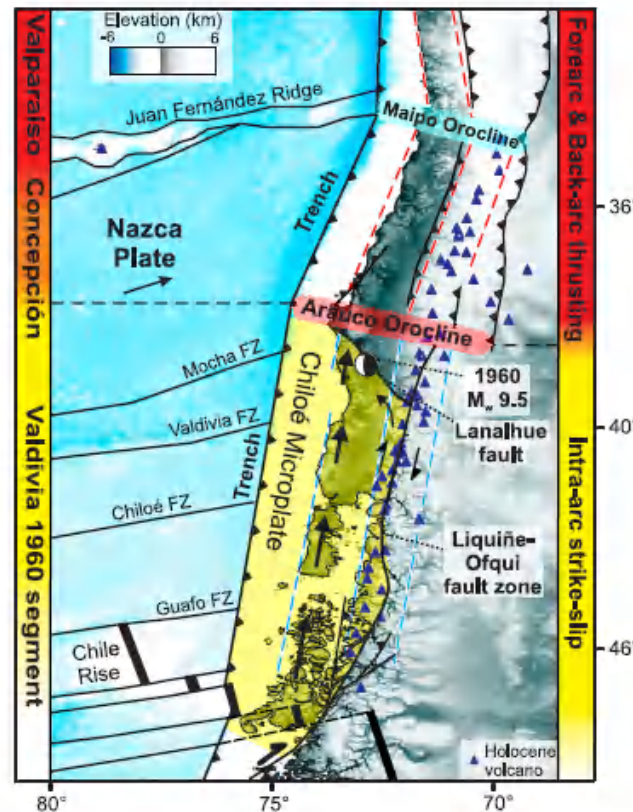 Elevation (km)
-6 0 6
Valparaíso
Concepción
Valdivia 1960 segment
Forearc & Back-arc thrusting
Intra-arc strike-slip
Juan Fernández Ridge
Maipo Orocline
Trench
Nazca
Plate
36°
Arauco Orocline
Mocha FZ
1960
Mw 9.5
Lanalhue
fault
Valdivia FZ
40°
Chiloé Microplate
Trench
Chiloé FZ
Liquiñe-
Ofqui
fault zone
Guafo FZ
Chile
Rise
46°
Holocene
volcano
80° 75° 70°